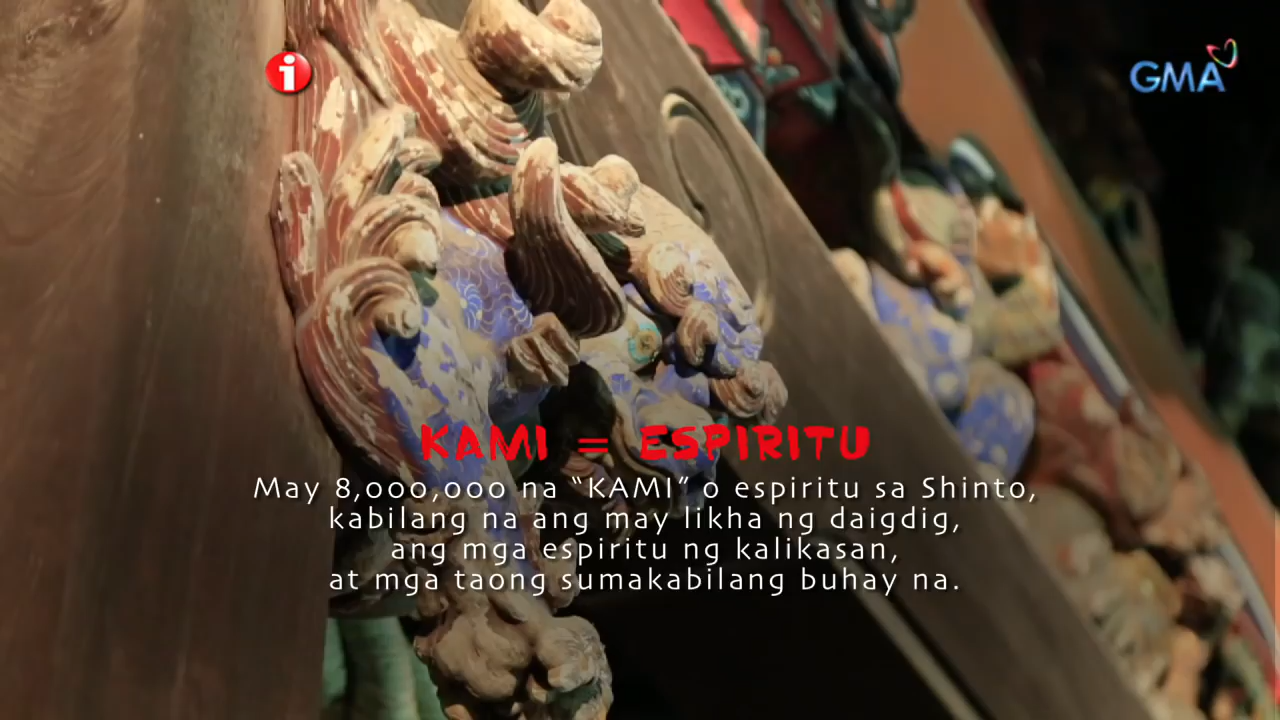 i
GMA
KAMI = ESPIRITU
May 8,000,000 na “KAMI” o espiritu sa Shinto,
kabilang na ang may likha ng daigdig,
ang mga espiritu ng kalikasan,
at mga taong sumakabilang buhay na.